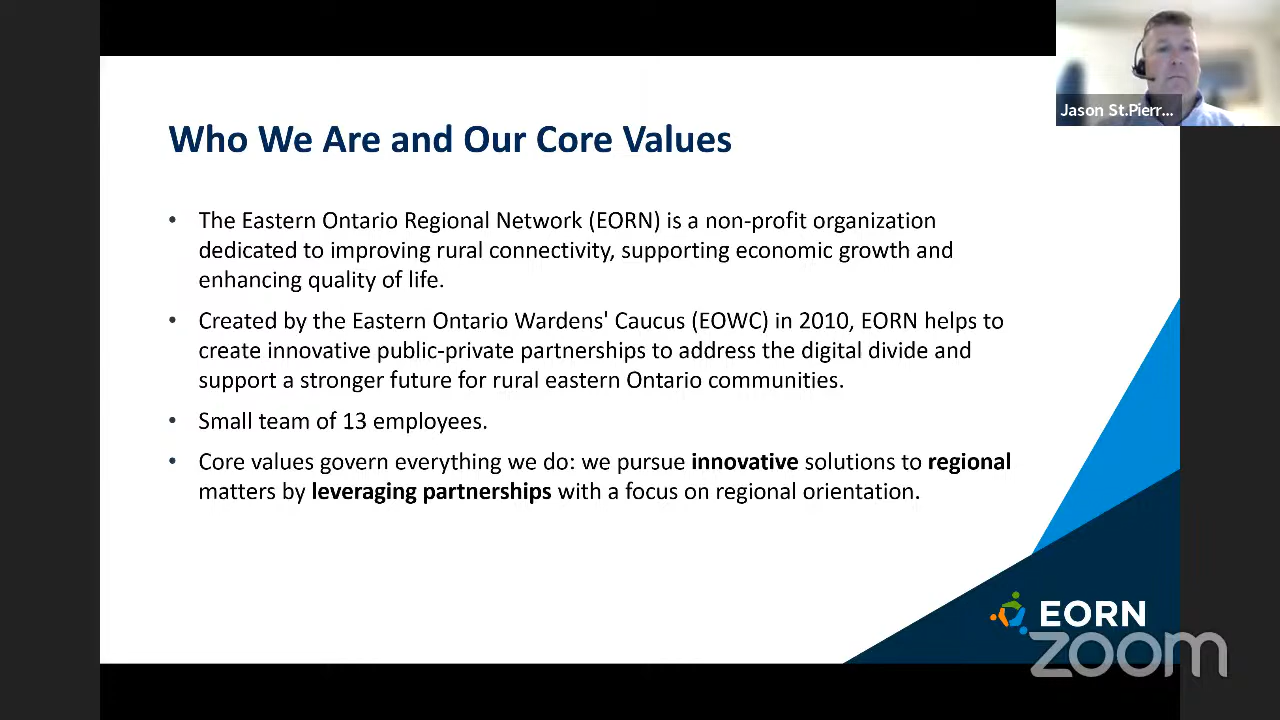 Jason St.Pierr...
Who We Are and Our Core Values
• The Eastern Ontario Regional Network (EORN) is a non-profit organization
dedicated to improving rural connectivity, supporting economic growth and
enhancing quality of life.
• Created by the Eastern Ontario Wardens' Caucus (EOWC) in 2010, EORN helps to
create innovative public-private partnerships to address the digital divide and
support a stronger future for rural eastern Ontario communities.
• Small team of 13 employees.
• Core values govern everything we do: we pursue innovative solutions to regional
matters by leveraging partnerships with a focus on regional orientation.
EORN
zoom